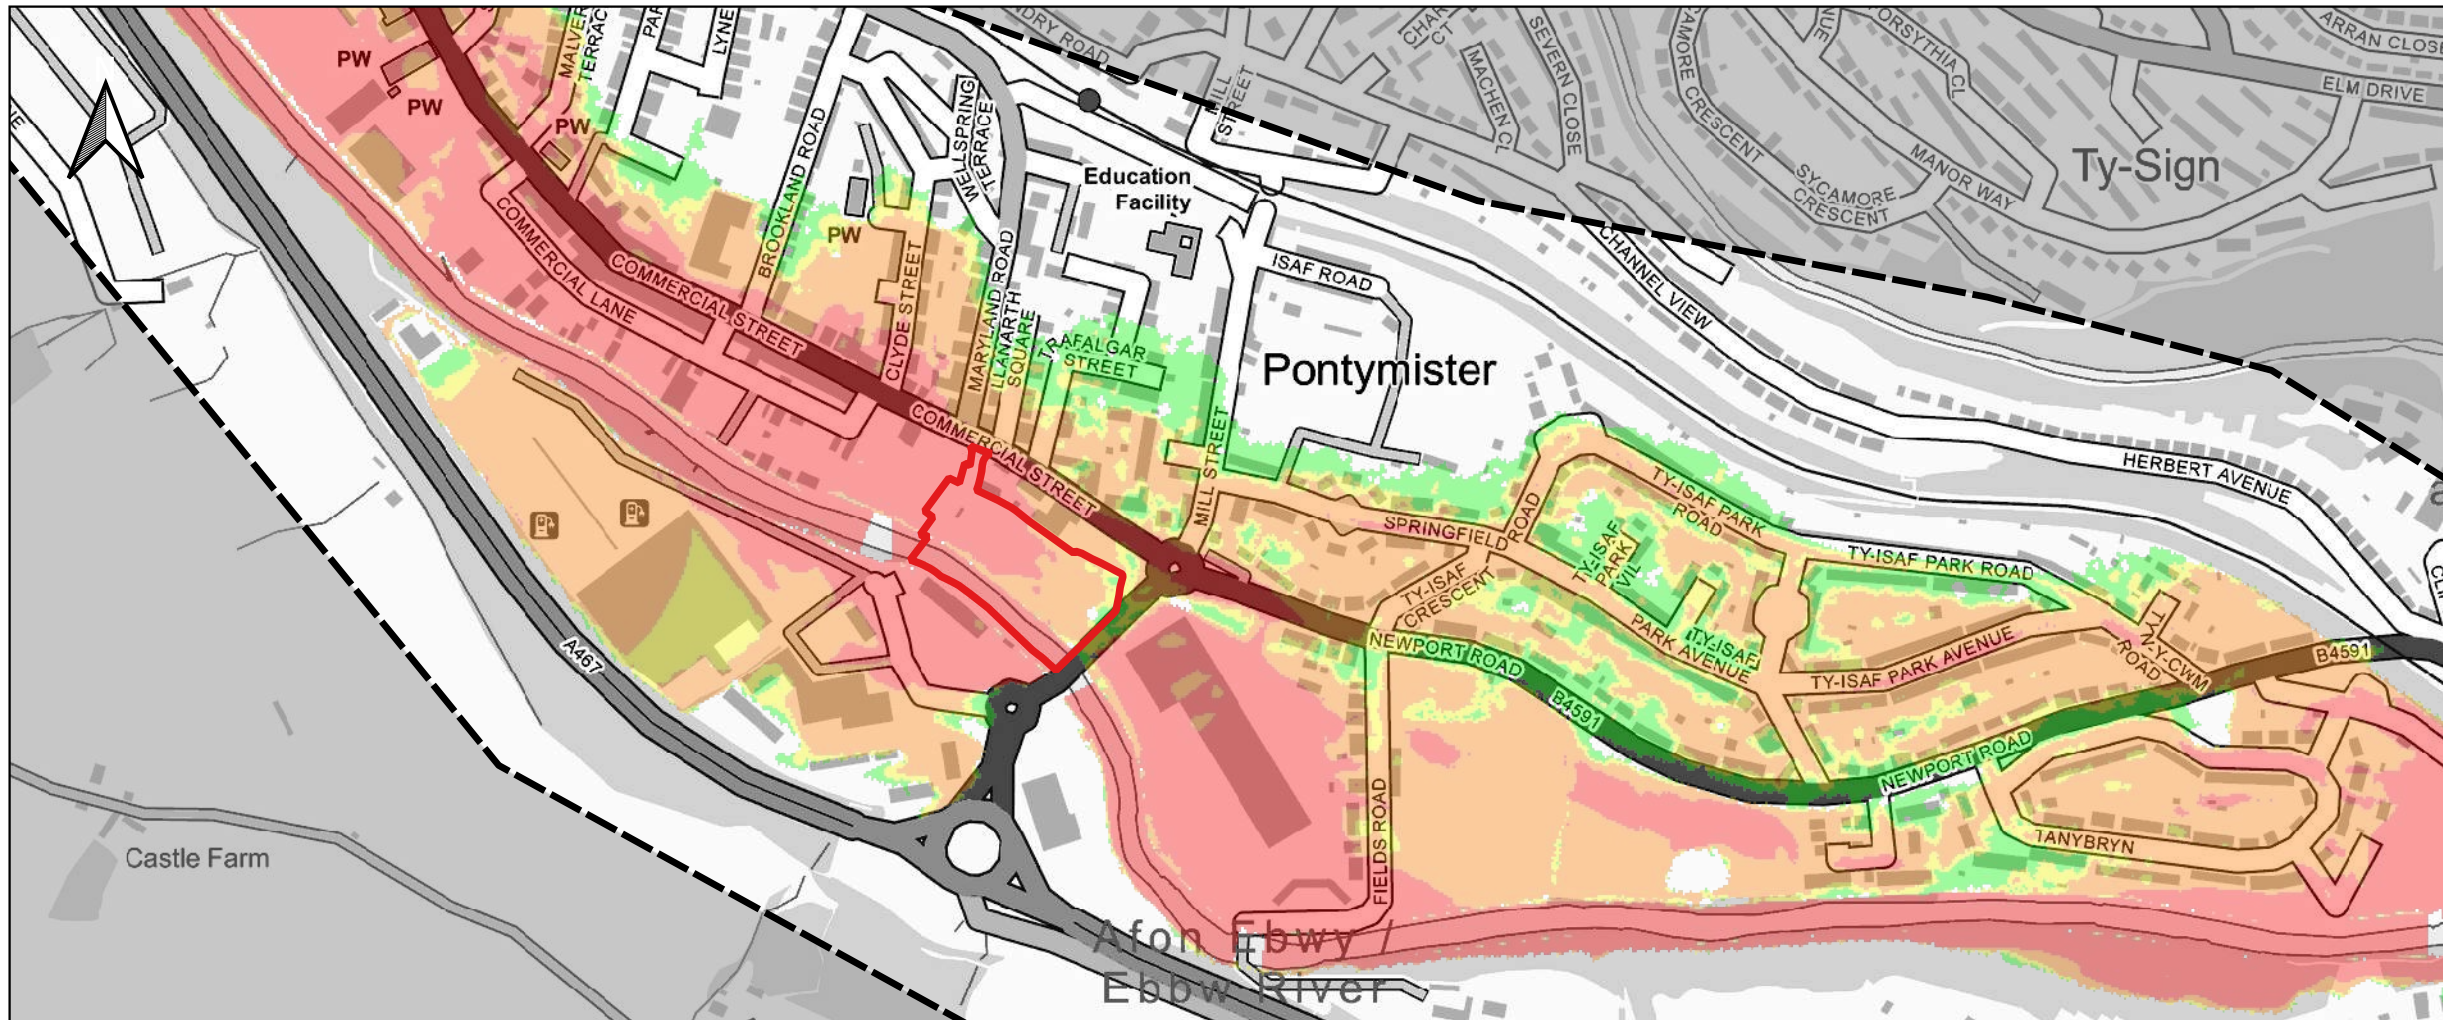 NDRY ROAD
ARRAN CLOSE
ELM DRIVE
FORSYTHIA CL
SEVERN CLOSE
MACHEN CL
MILL
STREET
SYCAMORE
CRESCENT
MANOR WAY
Ty-Sign
PW
PW
PW
PW
LYNE
BROOKLAND ROAD
WELLSPRING
TERRACE
Education
Facility
ISAF ROAD
CHANNEL VIEW
HERBERT AVENUE
Pontymister
COMMERCIAL LANE
COMMERCIAL STREET
CLYDE STREET
MARYLAND ROAD
LLANARTH
SQUARE
TRAFALGAR
STREET
COMMERCIAL STREET
MILL STREET
SPRINGFIELD
ROAD
TY-ISAF
CRESCENT
TY-ISAF PARK
ROAD
TY-ISAF
PARK
VIL
TY-ISAF PARK ROAD
PARK AVENUE
TY-ISAF
TY-ISAF PARK AVENUE
TY-N-Y-CWM
ROAD
B4591
NEWPORT ROAD
B4591
NEWPORT ROAD
TANYBRYN
FIELDS ROAD
A467
Castle Farm
Afon Ebwy /
Ebbw River